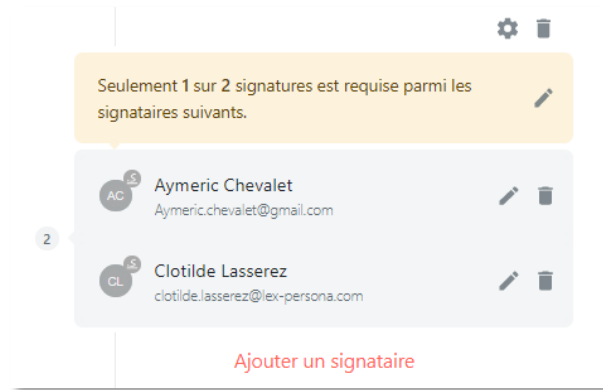 Seulement 1 sur 2 signatures est requise parmi les
signataires suivants.
AC
Aymeric Chevalet
Aymeric.chevalet@gmail.com
2
CL
Clotilde Lasserez
clotilde.lasserez@lex-persona.com
Ajouter un signataire